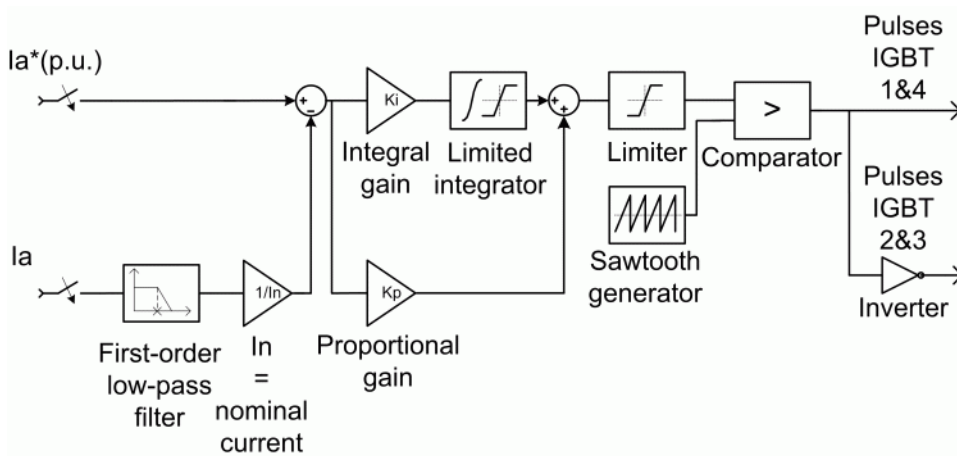 Ia*(p.u.)
Ki
Integral
gain
Limited
integrator
Limiter
>
Comparator
Pulses
IGBT
1&4
Pulses
IGBT
2&3
Inverter
Sawtooth
generator
Ia
First-order
low-pass
filter
1/In
In
=
nominal
current
Kp
Proportional
gain
+
−
+
+